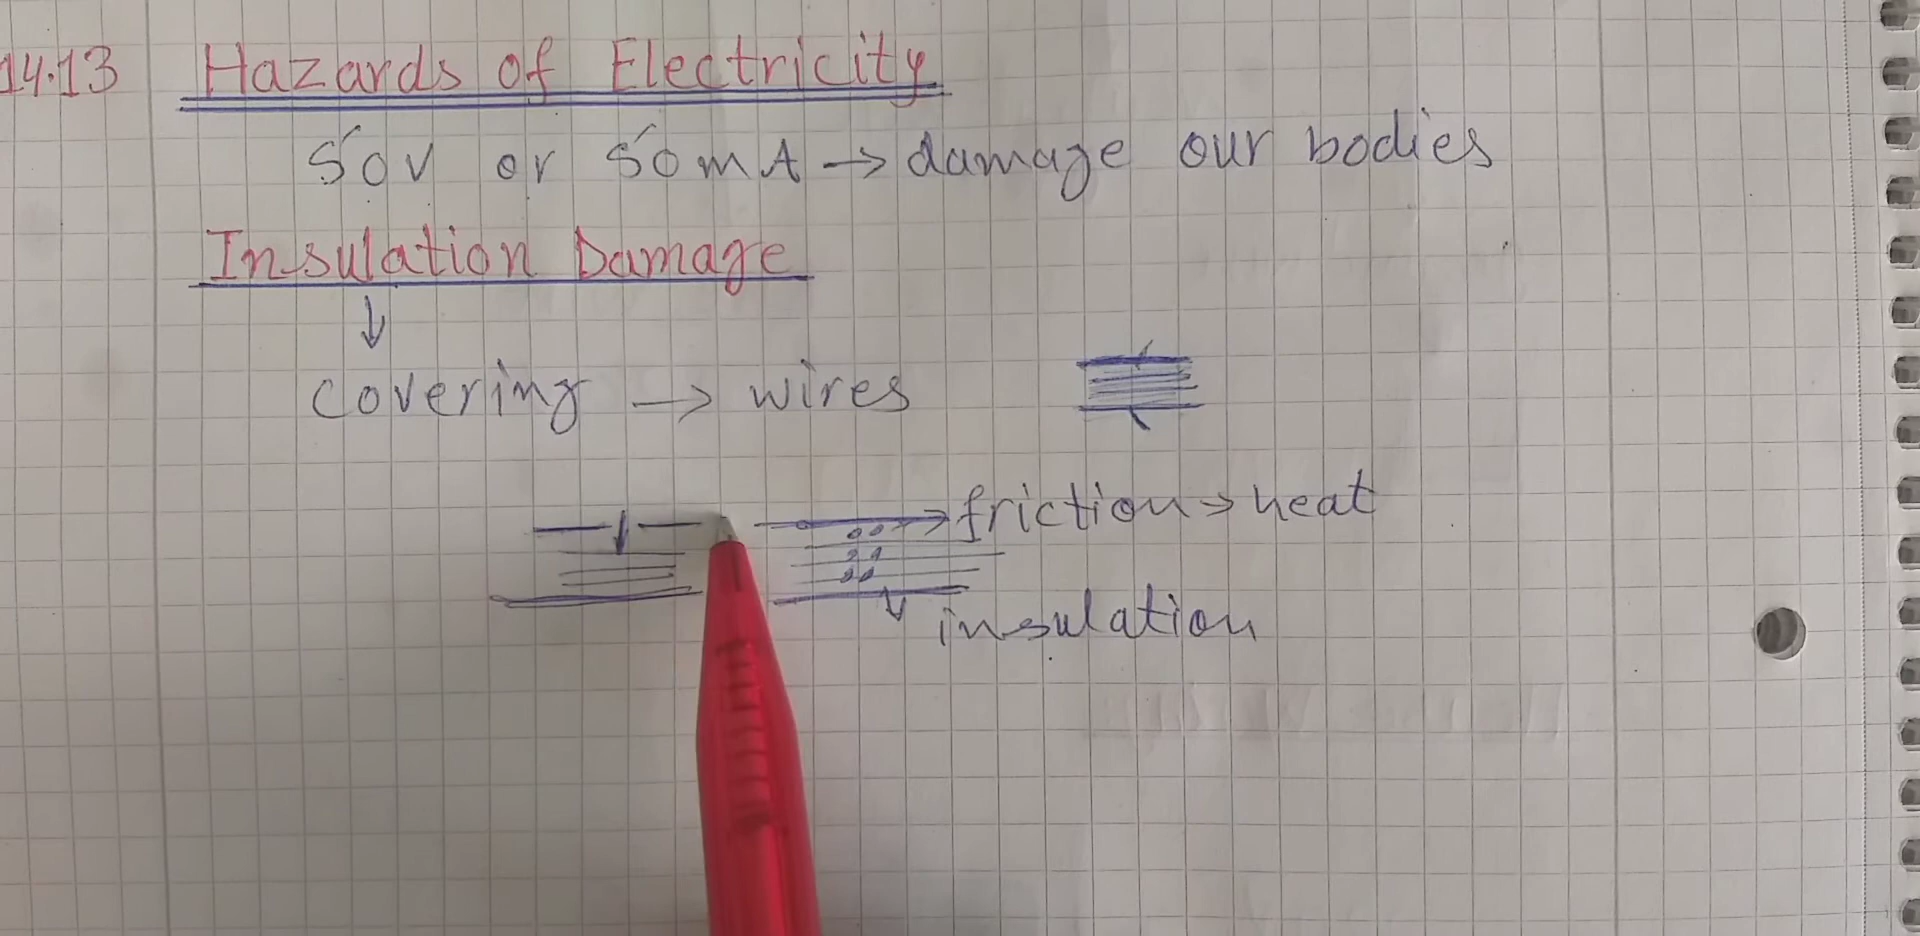 14.13 Hazards of Electricity
50V or 50mA → damage our bodies
Insulation Damage
↓
covering → wires
→ friction → heat
insulation